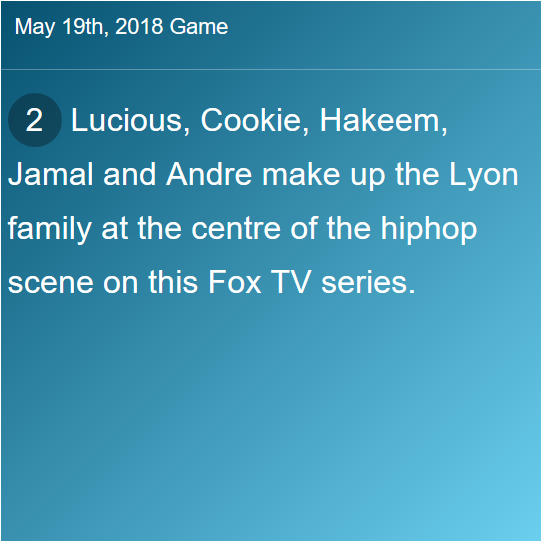 May 19th, 2018 Game
2 Lucious, Cookie, Hakeem,
Jamal and Andre make up the Lyon
family at the centre of the hiphop
scene on this Fox TV series.